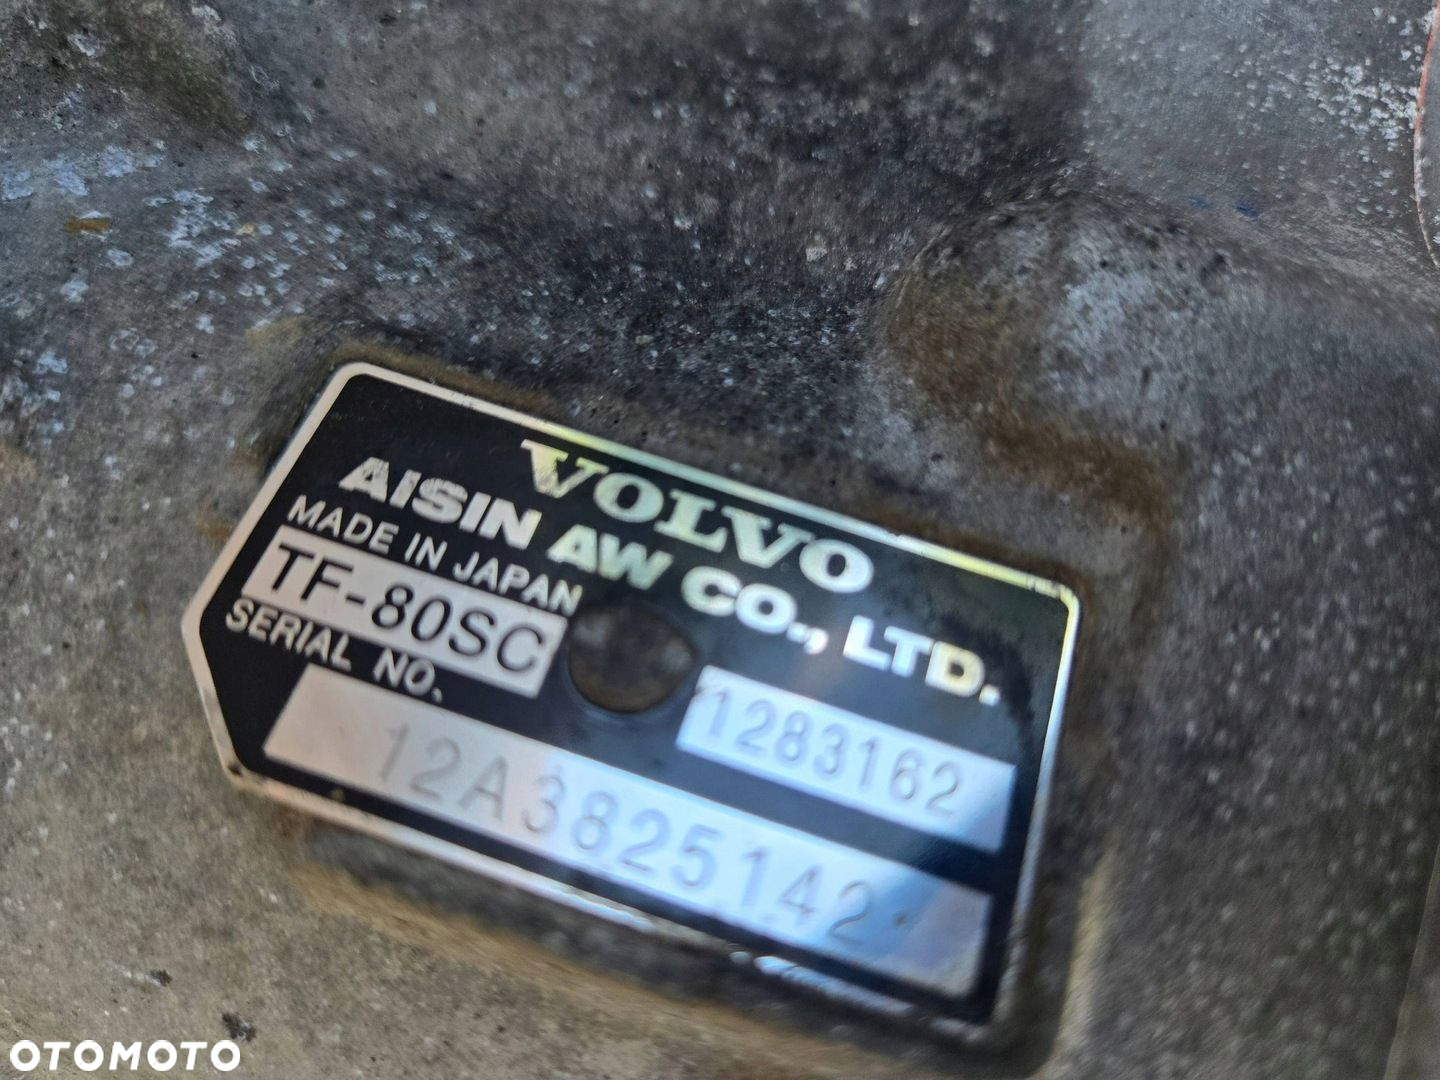 VOLVO
AISIN AW CO., LTD.
MADE IN JAPAN
TF-80SC
1283162
SERIAL NO.
12A3825142
OTOMOTO